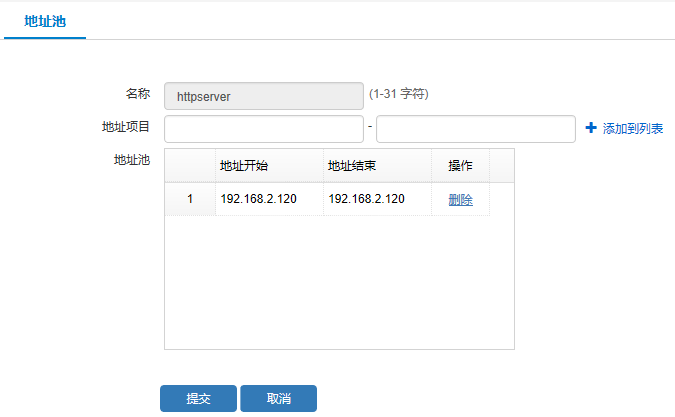 地址池
名称 httpserver (1-31 字符)
地址项目 - ✚ 添加到列表
地址池 地址开始 地址结束 操作
1 192.168.2.120 192.168.2.120 删除
提交 取消